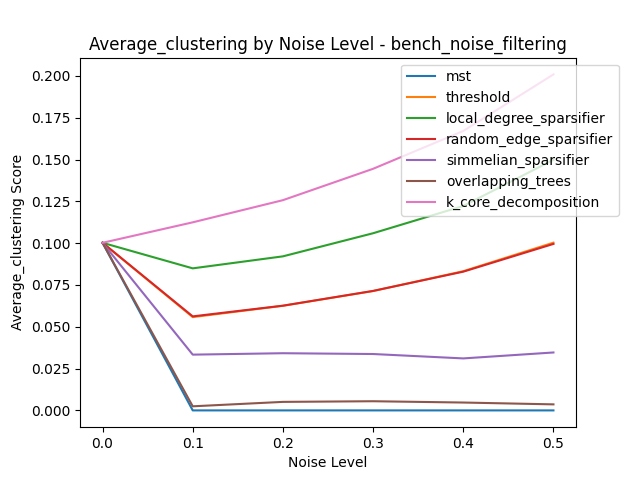 Average_clustering by Noise Level - bench_noise_filtering
Average_clustering Score
0.200
0.175
0.150
0.125
0.100
0.075
0.050
0.025
0.000
mst
threshold
local_degree_sparsifier
random_edge_sparsifier
simmelian_sparsifier
overlapping_trees
k_core_decomposition
0.0 0.1 0.2 0.3 0.4 0.5
Noise Level